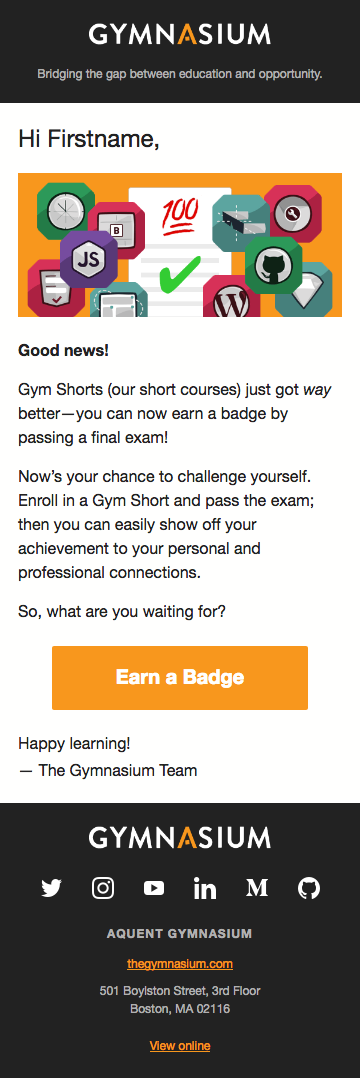 GYMNASIUM
Bridging the gap between education and opportunity.
Hi Firstname,
100
B
JS
Good news!
Gym Shorts (our short courses) just got way
better—you can now earn a badge by
passing a final exam!
Now’s your chance to challenge yourself.
Enroll in a Gym Short and pass the exam;
then you can easily show off your
achievement to your personal and
professional connections.
So, what are you waiting for?
Earn a Badge
Happy learning!
— The Gymnasium Team
GYMNASIUM
AQUENT GYMNASIUM
thegymnasium.com
501 Boylston Street, 3rd Floor
Boston, MA 02116
View online